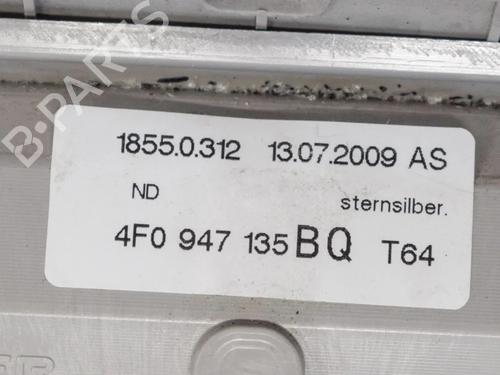 B-PARTS
1855.0.312 13.07.2009 AS
ND sternsilber.
4F0 947 135 BQ T64